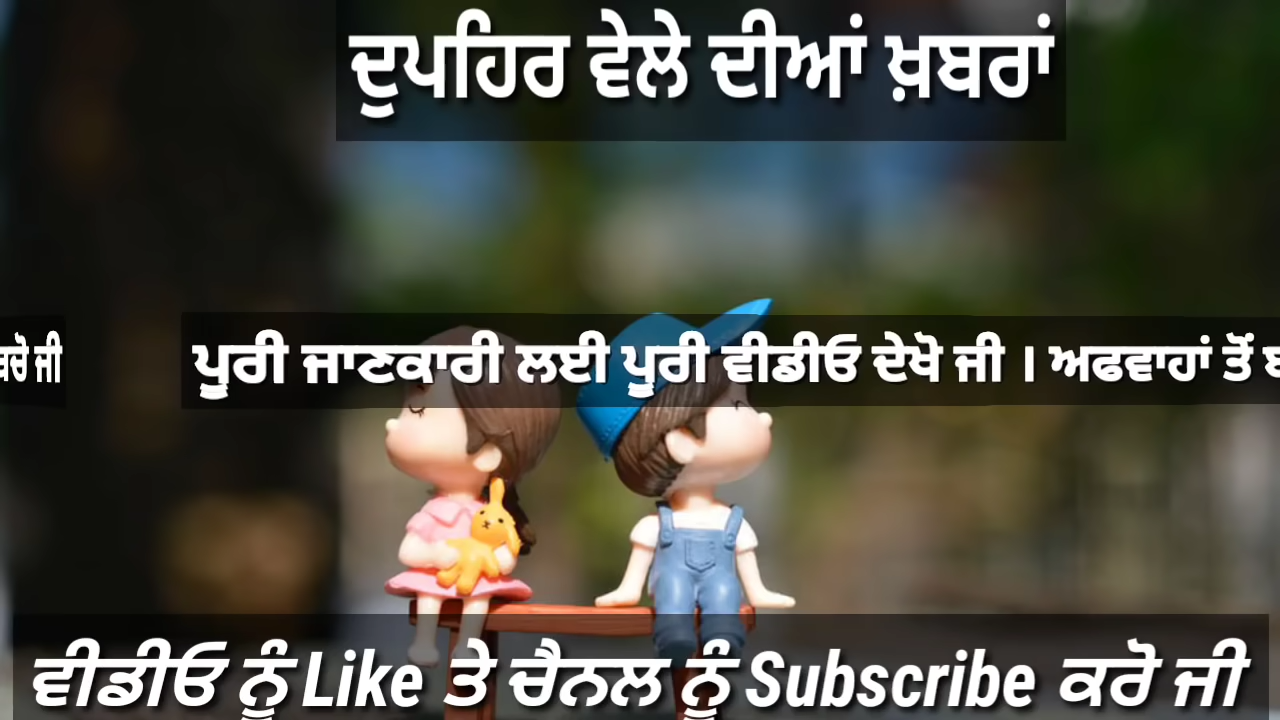 ਦੁਪਹਿਰ ਵੇਲੇ ਦੀਆਂ ਖ਼ਬਰਾਂ
ਜੀ ਪੂਰੀ ਜਾਣਕਾਰੀ ਲਈ ਪੂਰੀ ਵੀਡੀਓ ਦੇਖੋ ਜੀ । ਅਫਵਾਹਾਂ ਤੋਂ
ਵੀਡੀਓ ਨੂੰ Like ਤੇ ਚੈਨਲ ਨੂੰ Subscribe ਕਰੋ ਜੀ